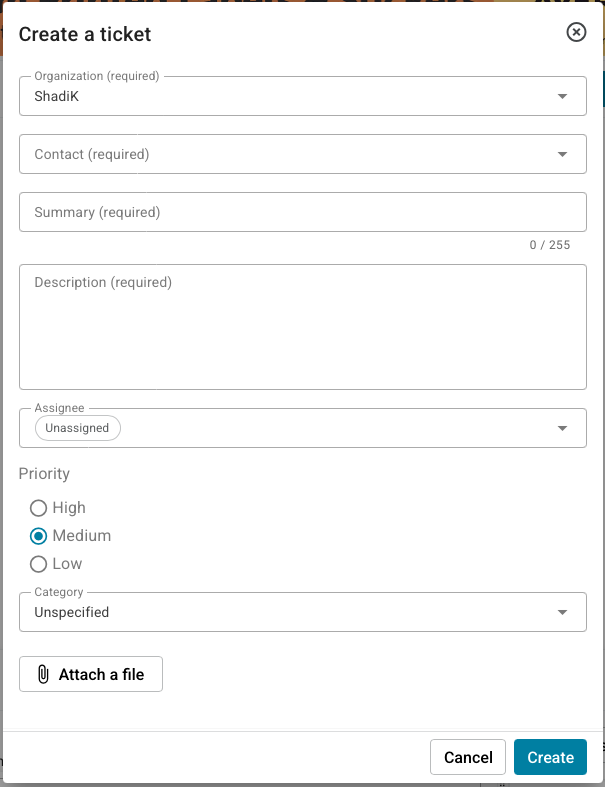 Create a ticket
Organization (required)
ShadiK
Contact (required)
Summary (required)
0 / 255
Description (required)
Assignee
Unassigned
Priority
High
Medium
Low
Category
Unspecified
Attach a file
Cancel
Create